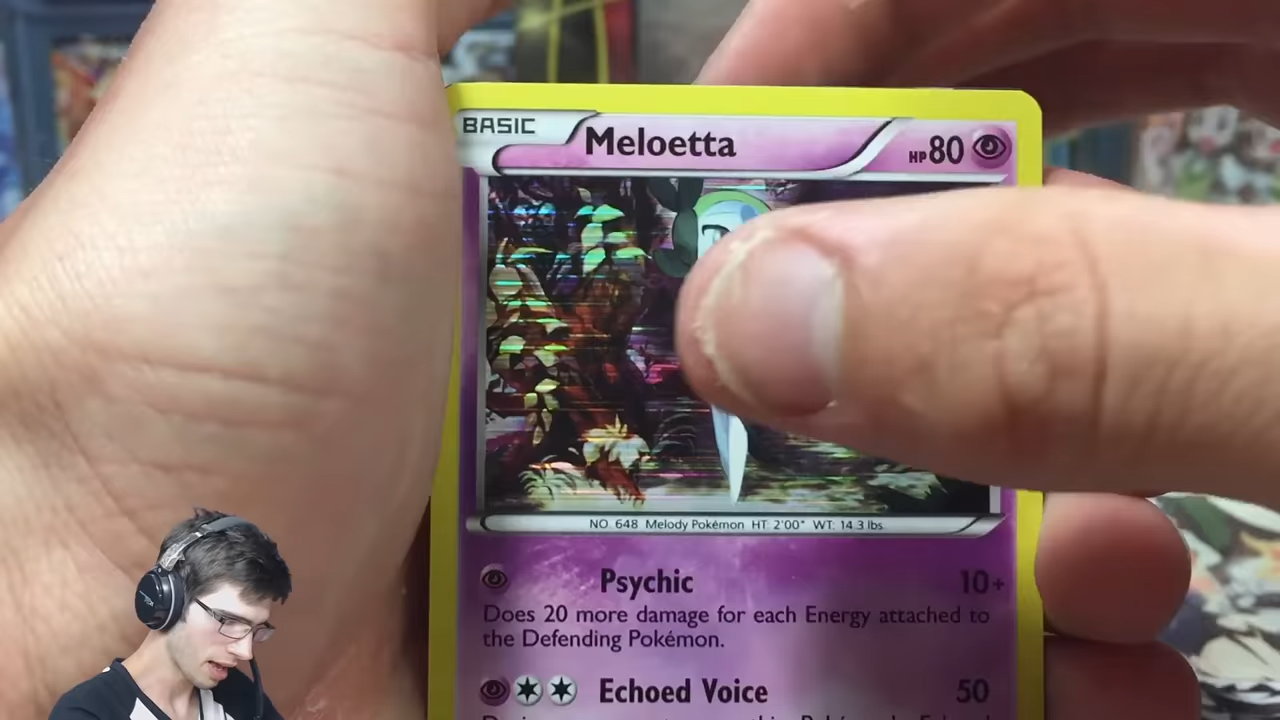 BASIC Meloetta HP80
NO. 648 Melody Pokémon HT: 2'00" WT: 14.3 lbs.
Psychic 10+
Does 20 more damage for each Energy attached to
the Defending Pokémon.
Echoed Voice 50